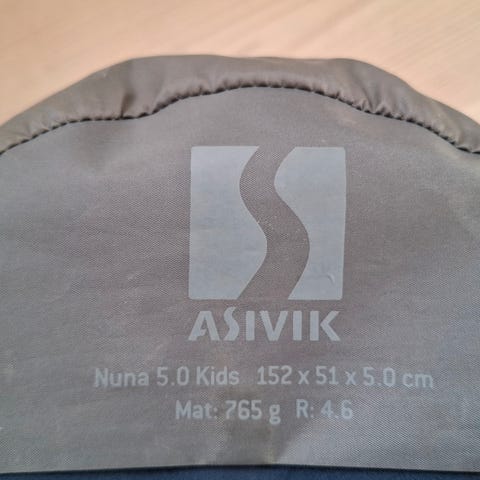 ASIVIK
Nuna 5.0 Kids 152 x 51 x 5.0 cm
Mat: 765 g R: 4.6